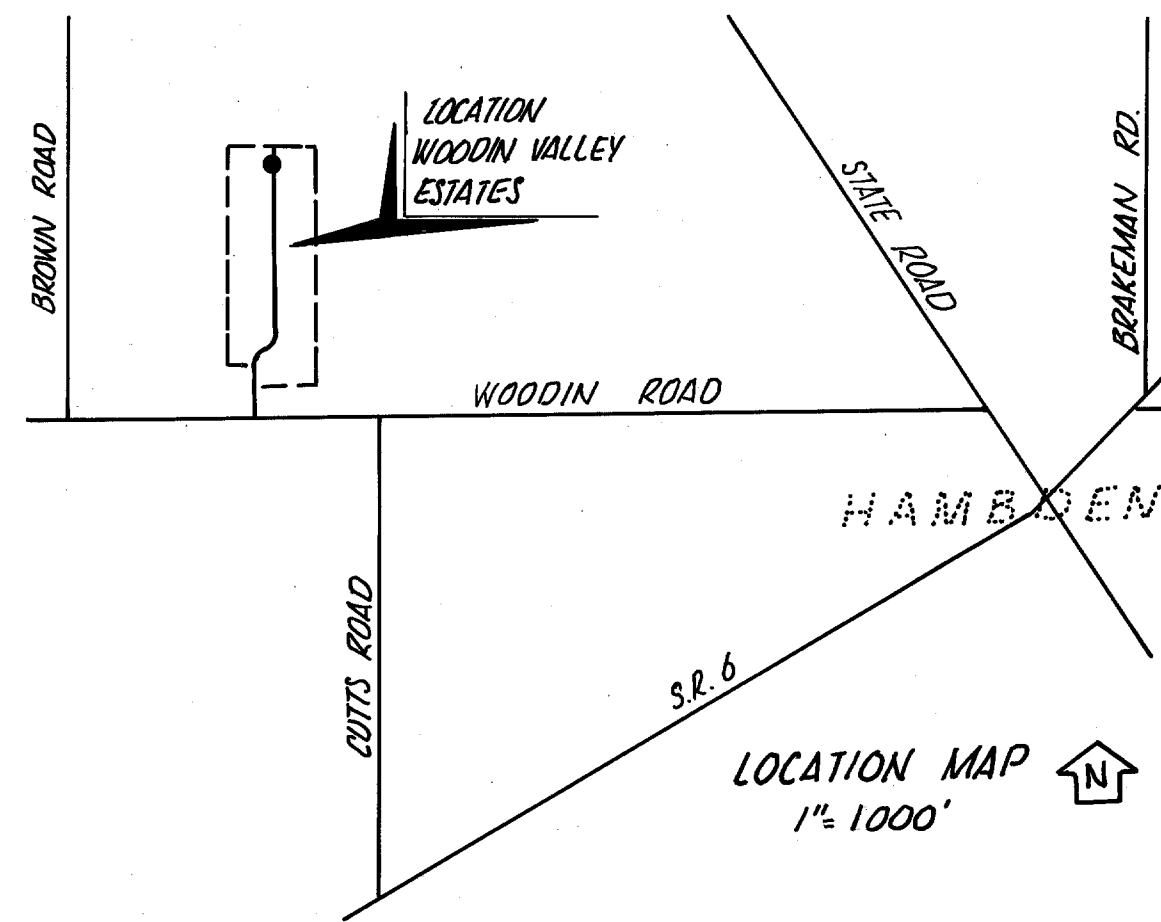 LOCATION
WOODIN VALLEY
ESTATES
BROWN ROAD
STATE ROAD
BRAKEMAN RD.
WOODIN ROAD
HAMBDEN
CUTTS ROAD
S.R. 6
LOCATION MAP
N
1"= 1000'